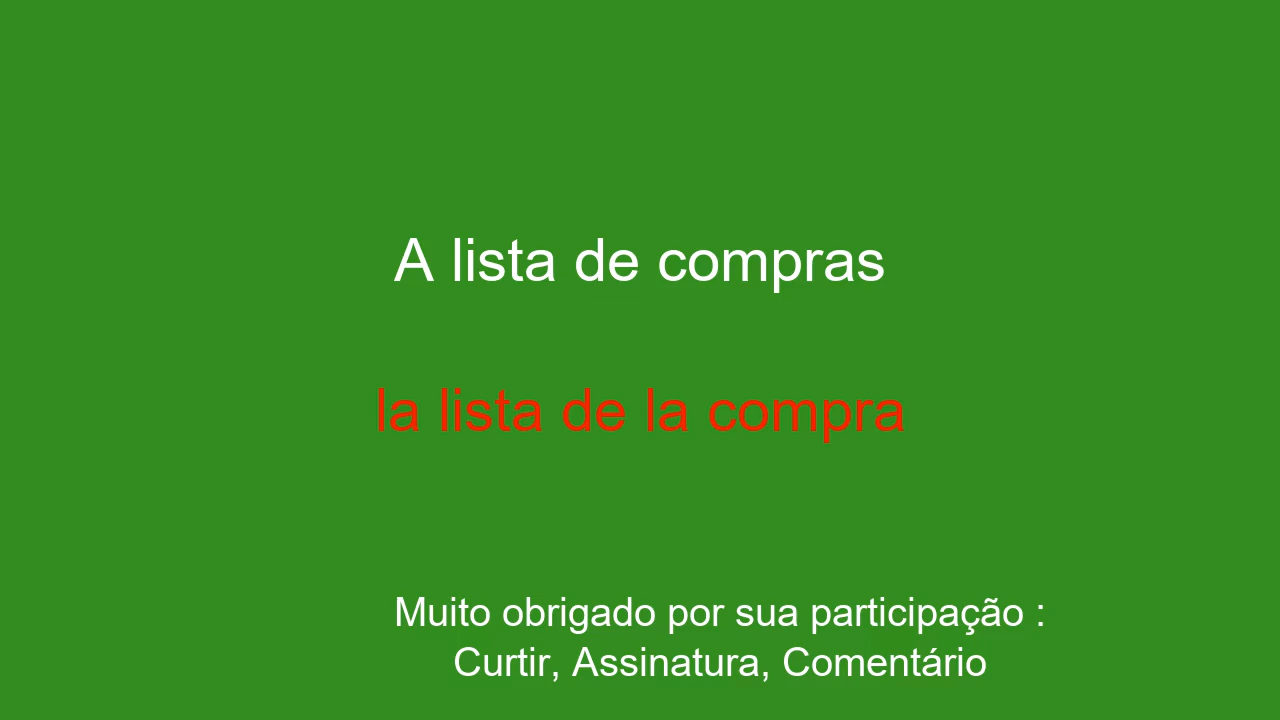 A lista de compras
la lista de la compra
Muito obrigado por sua participação :
Curtir, Assinatura, Comentário